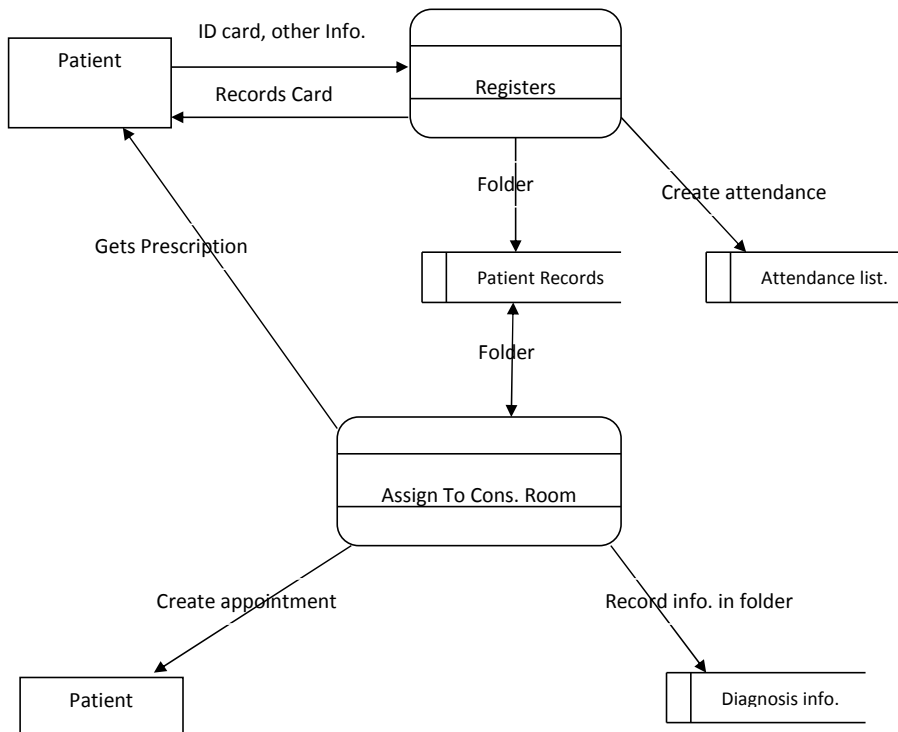 ID card, other Info.
Patient
Registers
Records Card
Folder
Create attendance
Gets Prescription
Patient Records
Attendance list.
Folder
Assign To Cons. Room
Create appointment
Record info. in folder
Patient
Diagnosis info.